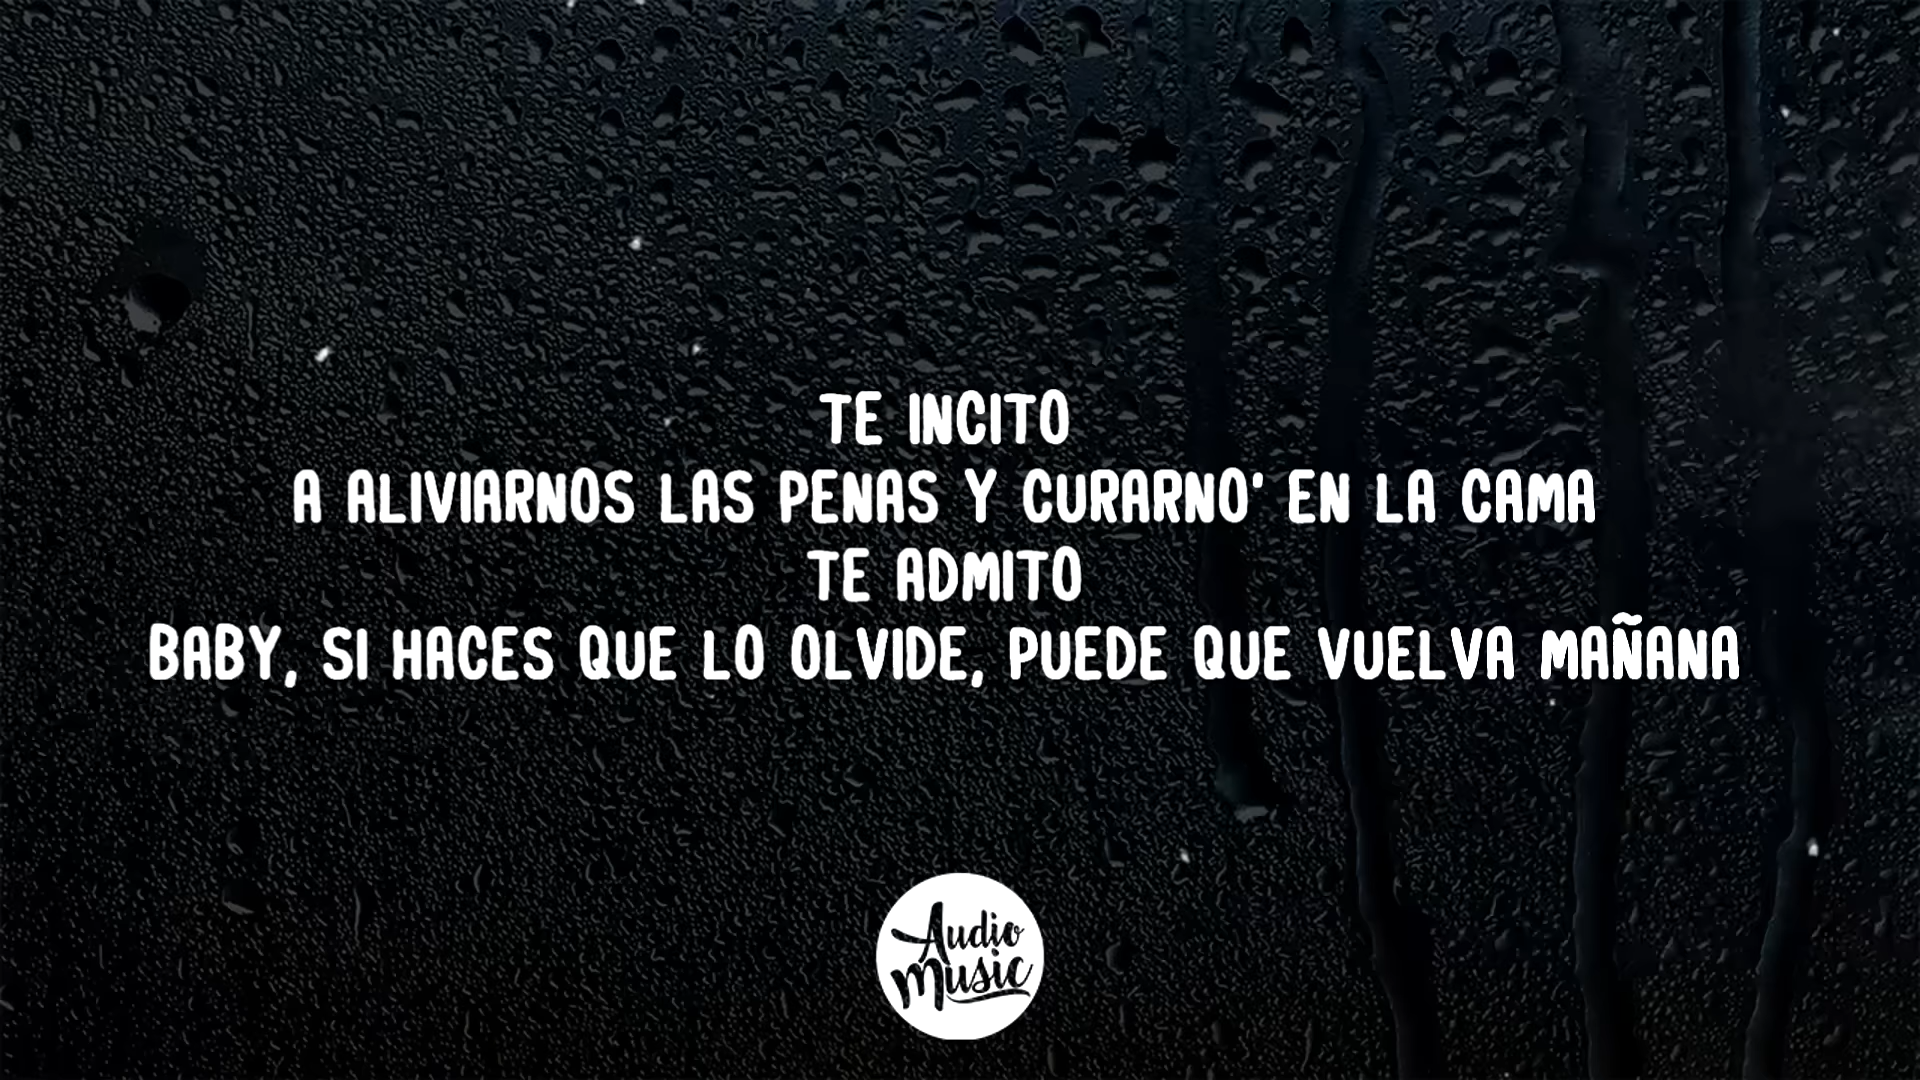 TE INCITO
A ALIVIARNOS LAS PENAS Y CURARNO' EN LA CAMA
TE ADMITO
BABY, SI HACES QUE LO OLVIDE, PUEDE QUE VUELVA MAÑANA
Audio
Music